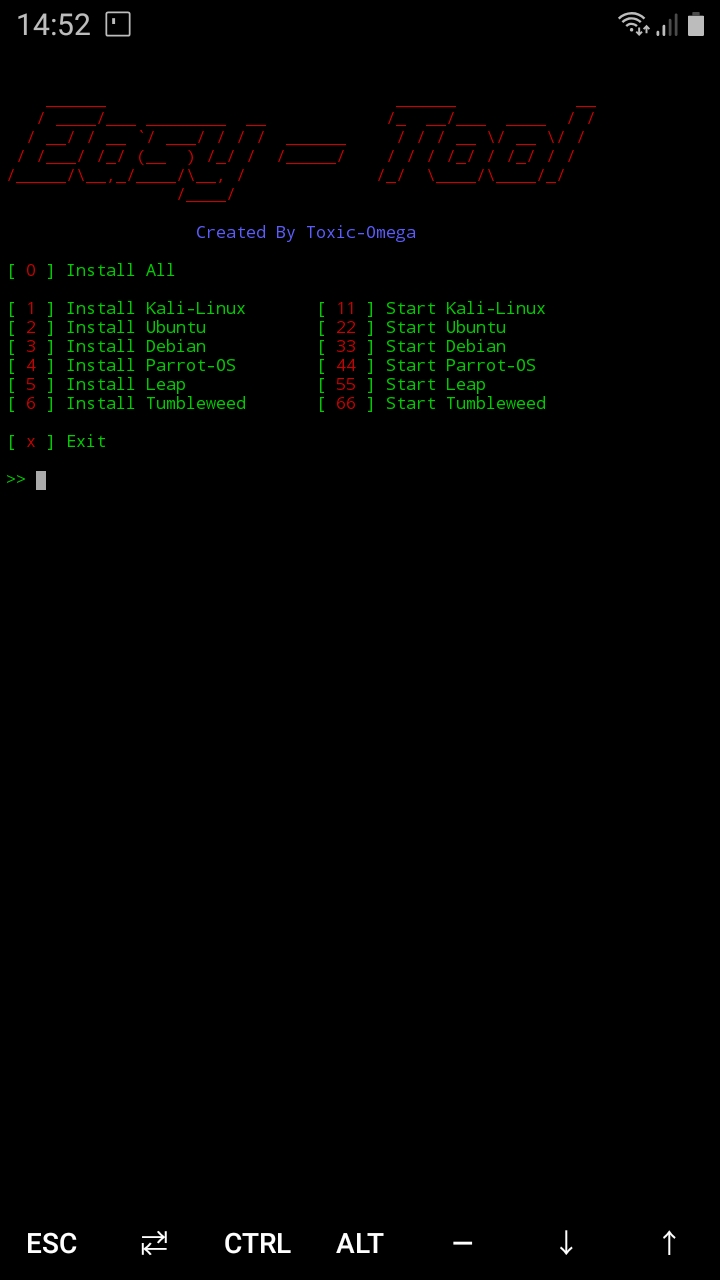 14:52
Easy - Tool
Created By Toxic-Omega
[ 0 ] Install All
[ 1 ] Install Kali-Linux [ 11 ] Start Kali-Linux
[ 2 ] Install Ubuntu [ 22 ] Start Ubuntu
[ 3 ] Install Debian [ 33 ] Start Debian
[ 4 ] Install Parrot-OS [ 44 ] Start Parrot-OS
[ 5 ] Install Leap [ 55 ] Start Leap
[ 6 ] Install Tumbleweed [ 66 ] Start Tumbleweed
[ x ] Exit
>>
ESC CTRL ALT — ↓ ↑